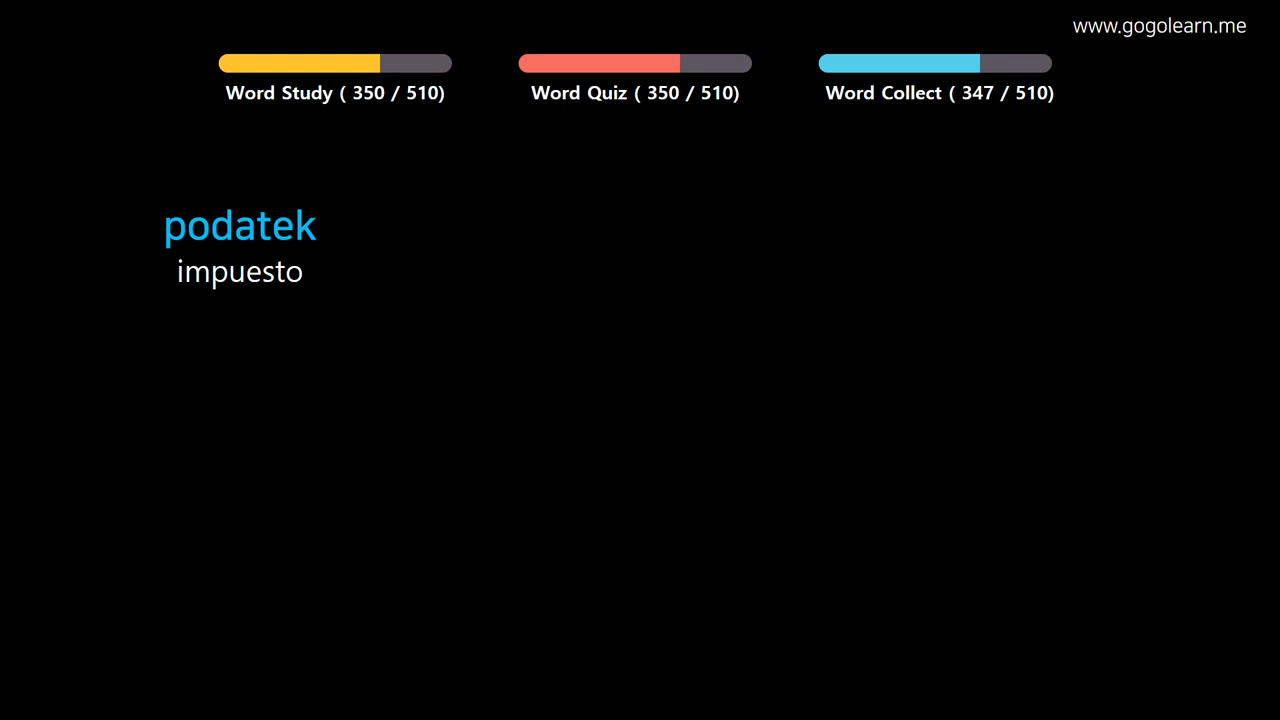 www.gogolearn.me
Word Study ( 350 / 510)
Word Quiz ( 350 / 510)
Word Collect ( 347 / 510)
podatek
impuesto